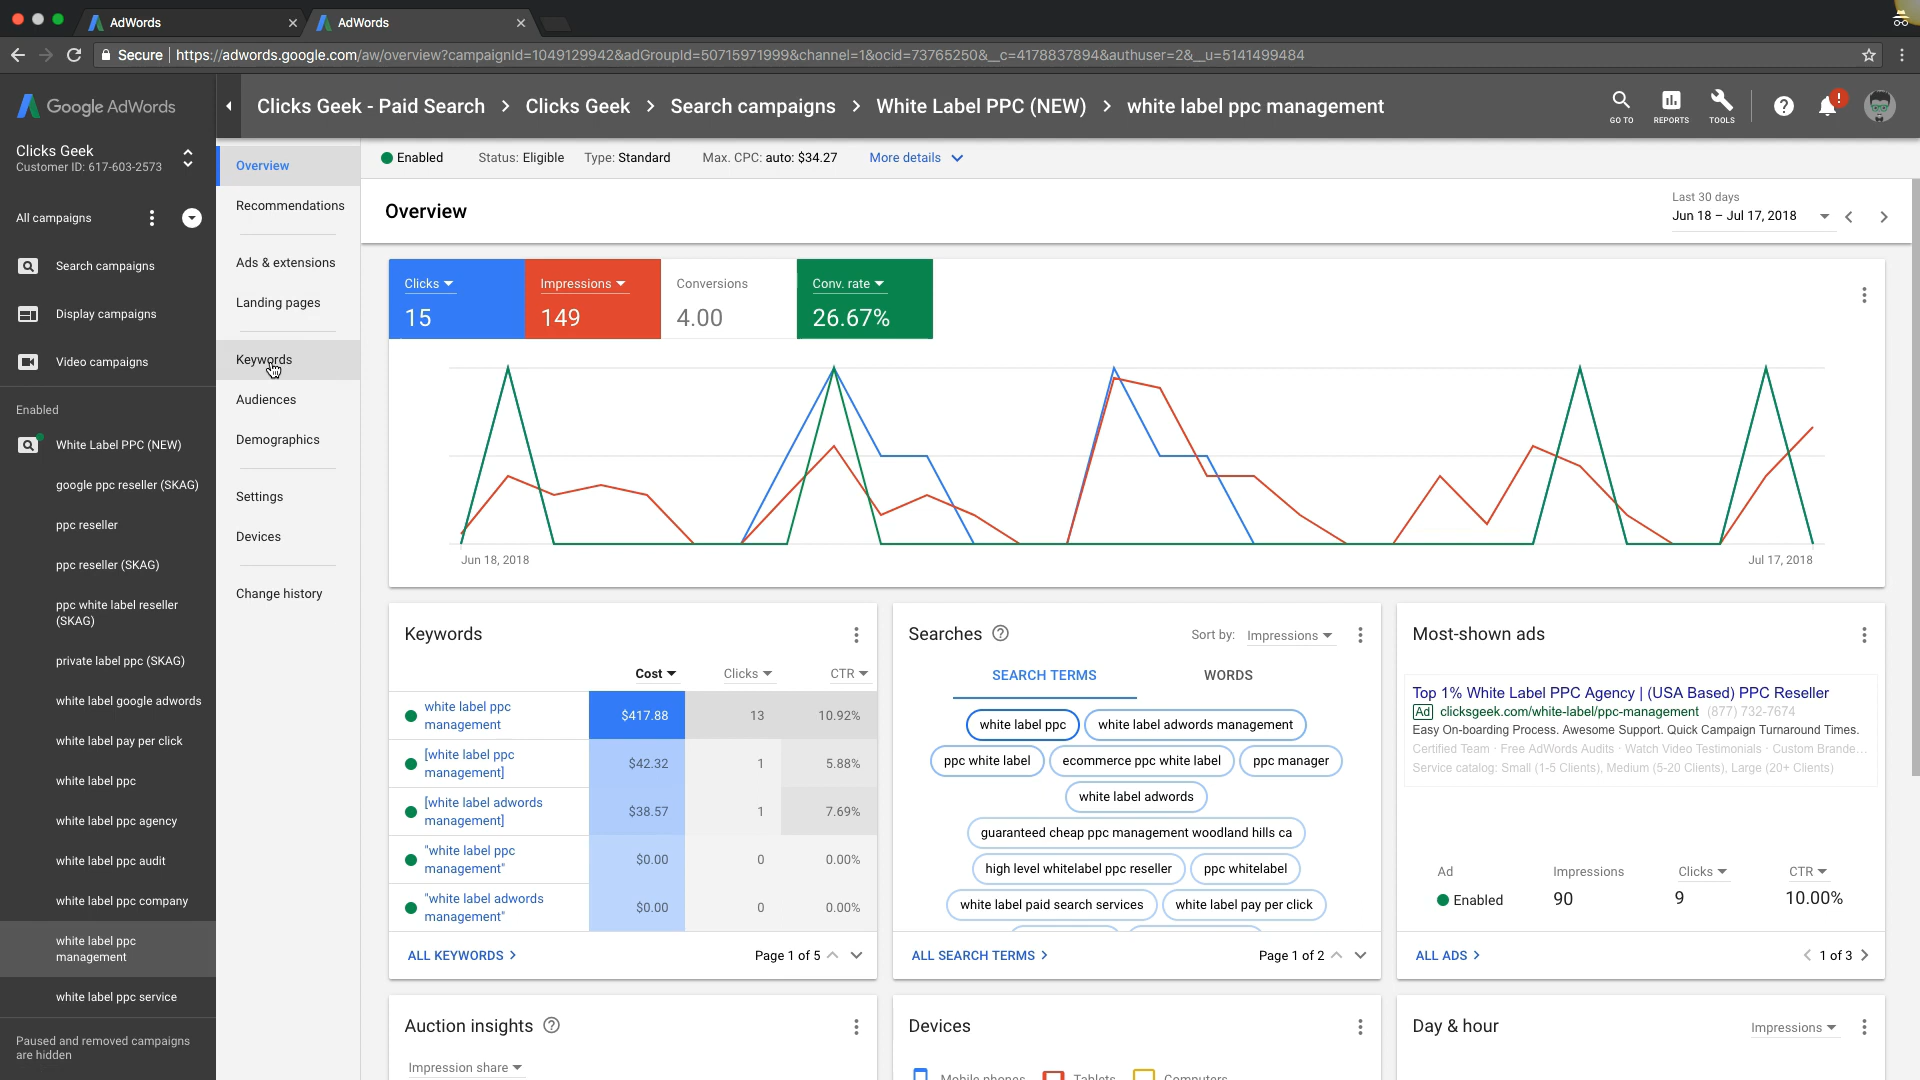 AdWords
AdWords
Secure
https://adwords.google.com/aw/overview?campaignId=1049129942&adGroupId=50715971999&channel=1&ocid=73765250&__c=4178837894&authuser=2&__u=5141499484
Google AdWords
Clicks Geek - Paid Search > Clicks Geek > Search campaigns > White Label PPC (NEW) > white label ppc management
GO TO
REPORTS
TOOLS
!
Clicks Geek
Customer ID: 617-603-2573
All campaigns
Search campaigns
Display campaigns
Video campaigns
Enabled
White Label PPC (NEW)
google ppc reseller (SKAG)
ppc reseller
ppc reseller (SKAG)
ppc white label reseller
(SKAG)
private label ppc (SKAG)
white label google adwords
white label pay per click
white label ppc
white label ppc agency
white label ppc audit
white label ppc company
white label ppc
management
white label ppc service
Paused and removed campaigns
are hidden
Overview
Recommendations
Ads & extensions
Landing pages
Keywords
Audiences
Demographics
Settings
Devices
Change history
Enabled Status: Eligible Type: Standard Max. CPC: auto: $34.27 More details
Overview
Last 30 days
Jun 18 – Jul 17, 2018
Clicks
15
Impressions
149
Conversions
4.00
Conv. rate
26.67%
Jun 18, 2018
Jul 17, 2018
Keywords
Cost Clicks CTR
white label ppc
management
$417.88 13 10.92%
[white label ppc
management]
$42.32 1 5.88%
[white label adwords
management]
$38.57 1 7.69%
"white label ppc
management"
$0.00 0 0.00%
"white label adwords
management"
$0.00 0 0.00%
ALL KEYWORDS >
Page 1 of 5
Searches
Sort by: Impressions
SEARCH TERMS WORDS
white label ppc
white label adwords management
ppc white label
ecommerce ppc white label
ppc manager
white label adwords
guaranteed cheap ppc management woodland hills ca
high level whitelabel ppc reseller
ppc whitelabel
white label paid search services
white label pay per click
ALL SEARCH TERMS >
Page 1 of 2
Most-shown ads
Top 1% White Label PPC Agency | (USA Based) PPC Reseller
Ad clicksgeek.com/white-label/ppc-management (877) 732-7674
Easy On-boarding Process. Awesome Support. Quick Campaign Turnaround Times.
Certified Team · Free AdWords Audits · Watch Video Testimonials · Custom Brande...
Service catalog: Small (1-5 Clients), Medium (5-20 Clients), Large (20+ Clients)
Ad Impressions Clicks CTR
Enabled 90 9 10.00%
ALL ADS >
1 of 3
Auction insights
Impression share
Devices
Mobile phones Tablets Computers
Day & hour
Impressions